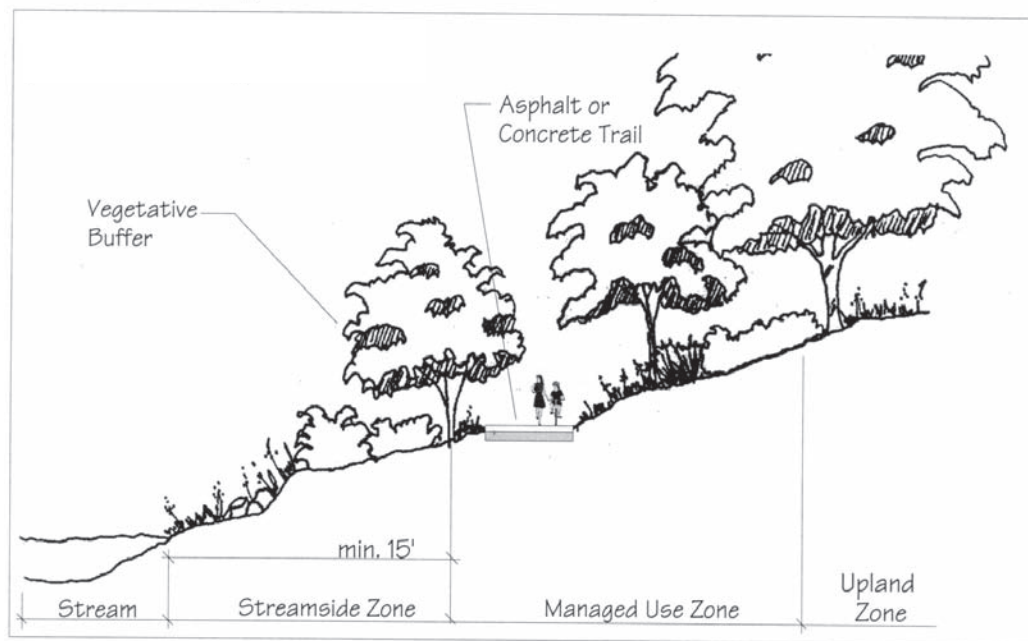 Asphalt or
Concrete Trail
Vegetative
Buffer
min. 15'
Stream
Streamside Zone
Managed Use Zone
Upland
Zone